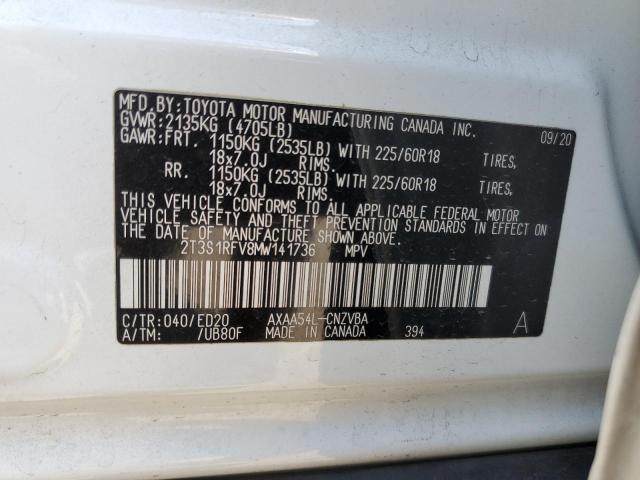 MFD.BY:TOYOTA MOTOR MANUFACTURING CANADA INC. 09/20
GVWR:2135KG (4705LB)
GAWR:FRT. 1150KG (2535LB) WITH 225/60R18 TIRES,
18x7.0J RIMS.
RR. 1150KG (2535LB) WITH 225/60R18 TIRES,
18x7.0J RIMS.
THIS VEHICLE CONFORMS TO ALL APPLICABLE FEDERAL MOTOR
VEHICLE SAFETY AND THEFT PREVENTION STANDARDS IN EFFECT ON
THE DATE OF MANUFACTURE SHOWN ABOVE.
2T3S1RFV8MW141736 MPV
C/TR:040/ED20 AXAA54L-CNZVBA A
A/TM: 7UB80F MADE IN CANADA 394